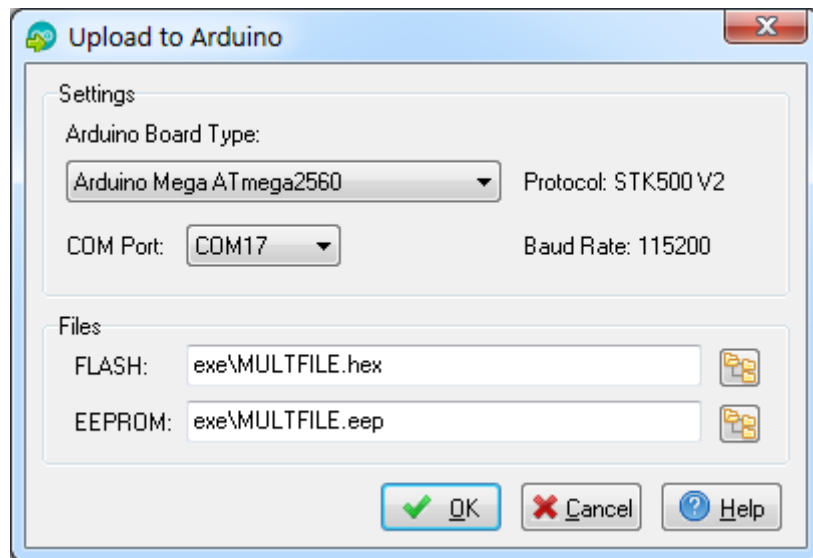 Upload to Arduino
Settings
Arduino Board Type:
Arduino Mega ATmega2560 Protocol: STK500 V2
COM Port: COM17 Baud Rate: 115200
Files
FLASH: exe\MULTFILE.hex
EEPROM: exe\MULTFILE.eep
OK Cancel Help